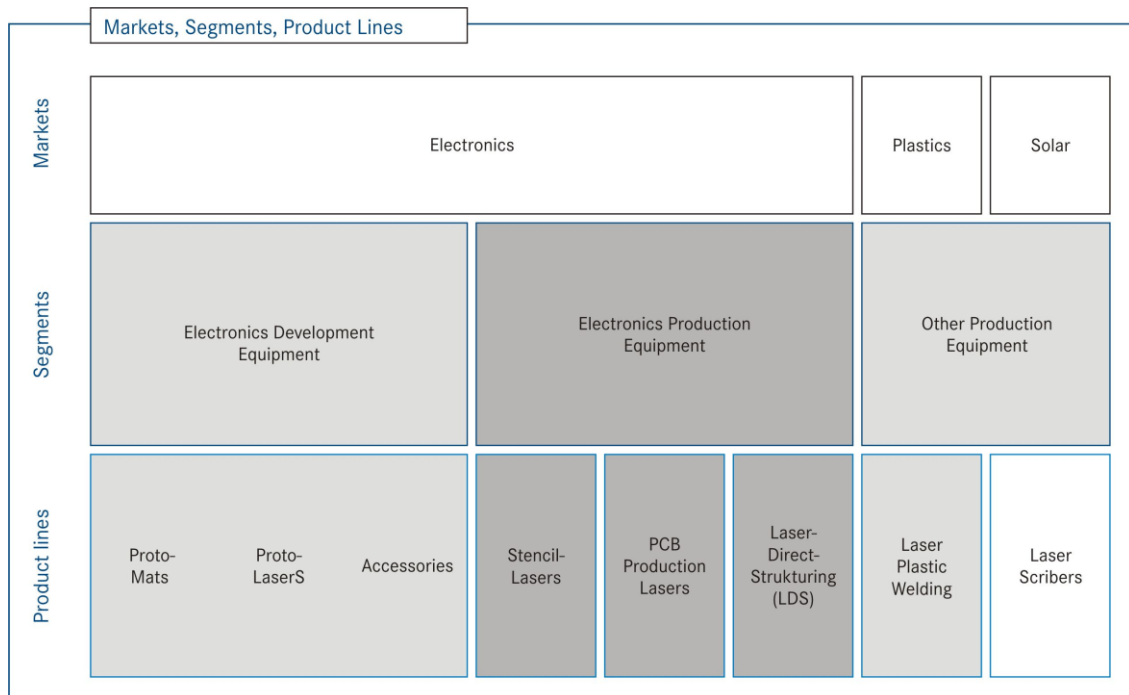 Markets, Segments, Product Lines
Markets
Electronics
Plastics
Solar
Segments
Electronics Development
Equipment
Electronics Production
Equipment
Other Production
Equipment
Product lines
Proto-
Mats
Proto-
LaserS
Accessories
Stencil-
Lasers
PCB
Production
Lasers
Laser-
Direct-
Strukturing
(LDS)
Laser
Plastic
Welding
Laser
Scribers